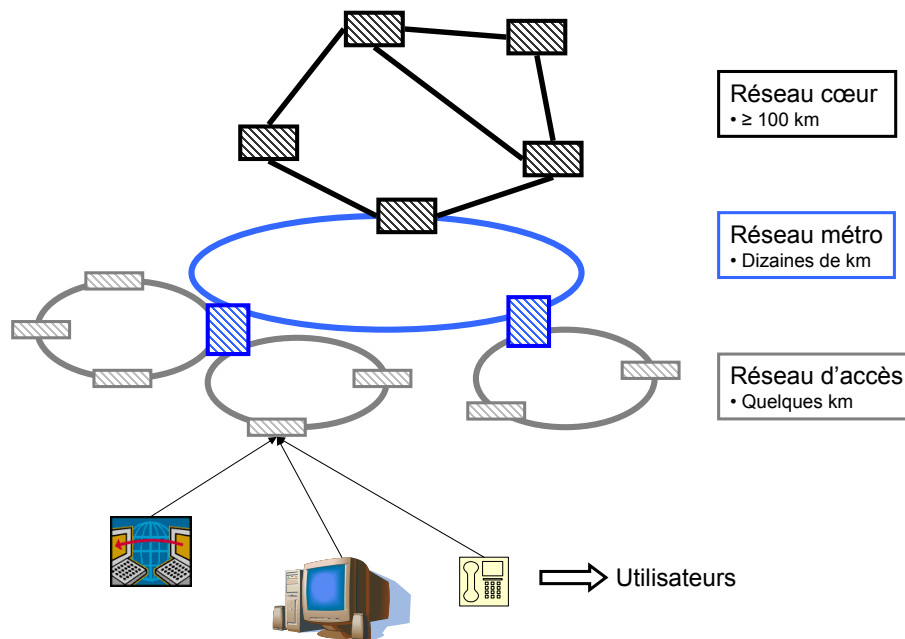 Réseau cœur
• ≥ 100 km
Réseau métro
• Dizaines de km
Réseau d'accès
• Quelques km
Utilisateurs